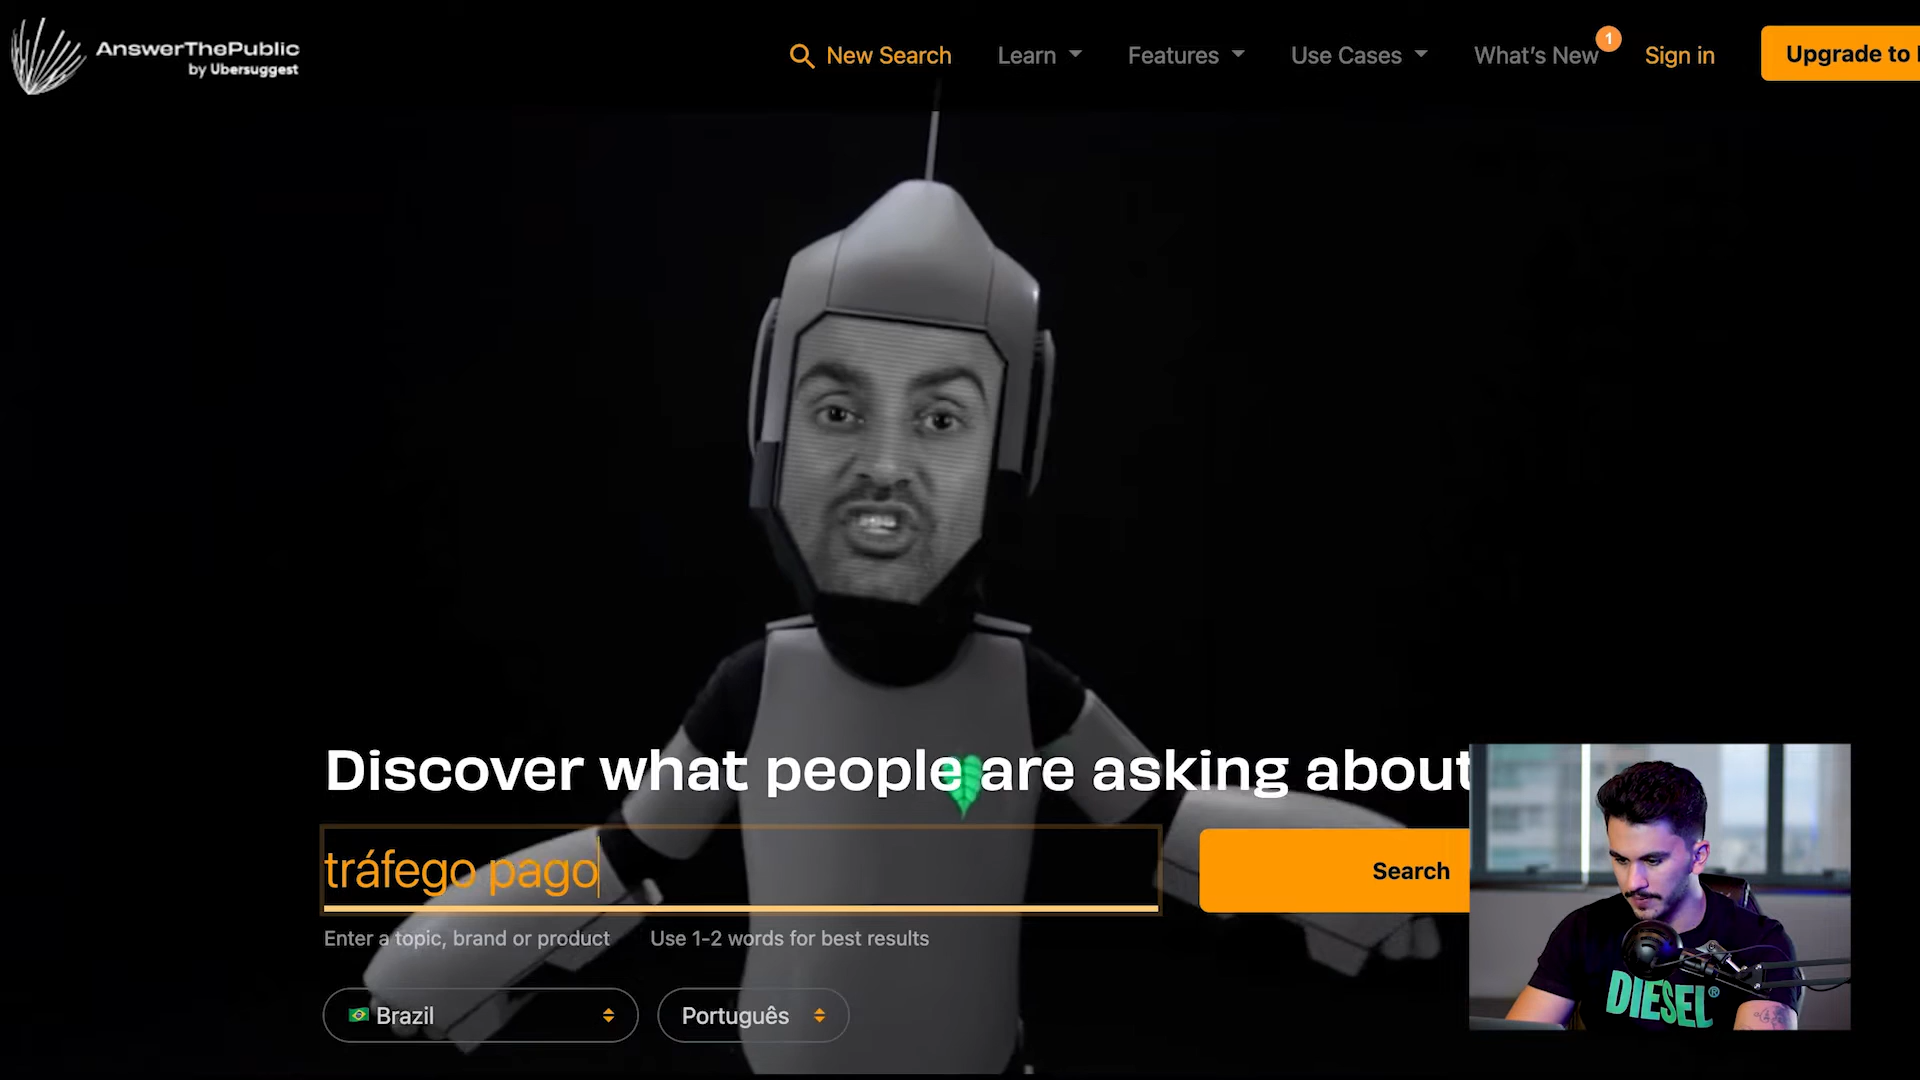 AnswerThePublic
by Ubersuggest
New Search
Learn
Features
Use Cases
What's New
1
Sign in
Upgrade to
Discover what people are asking about
tráfego pago
Search
Enter a topic, brand or product
Use 1-2 words for best results
Brazil
Português
DIESEL®